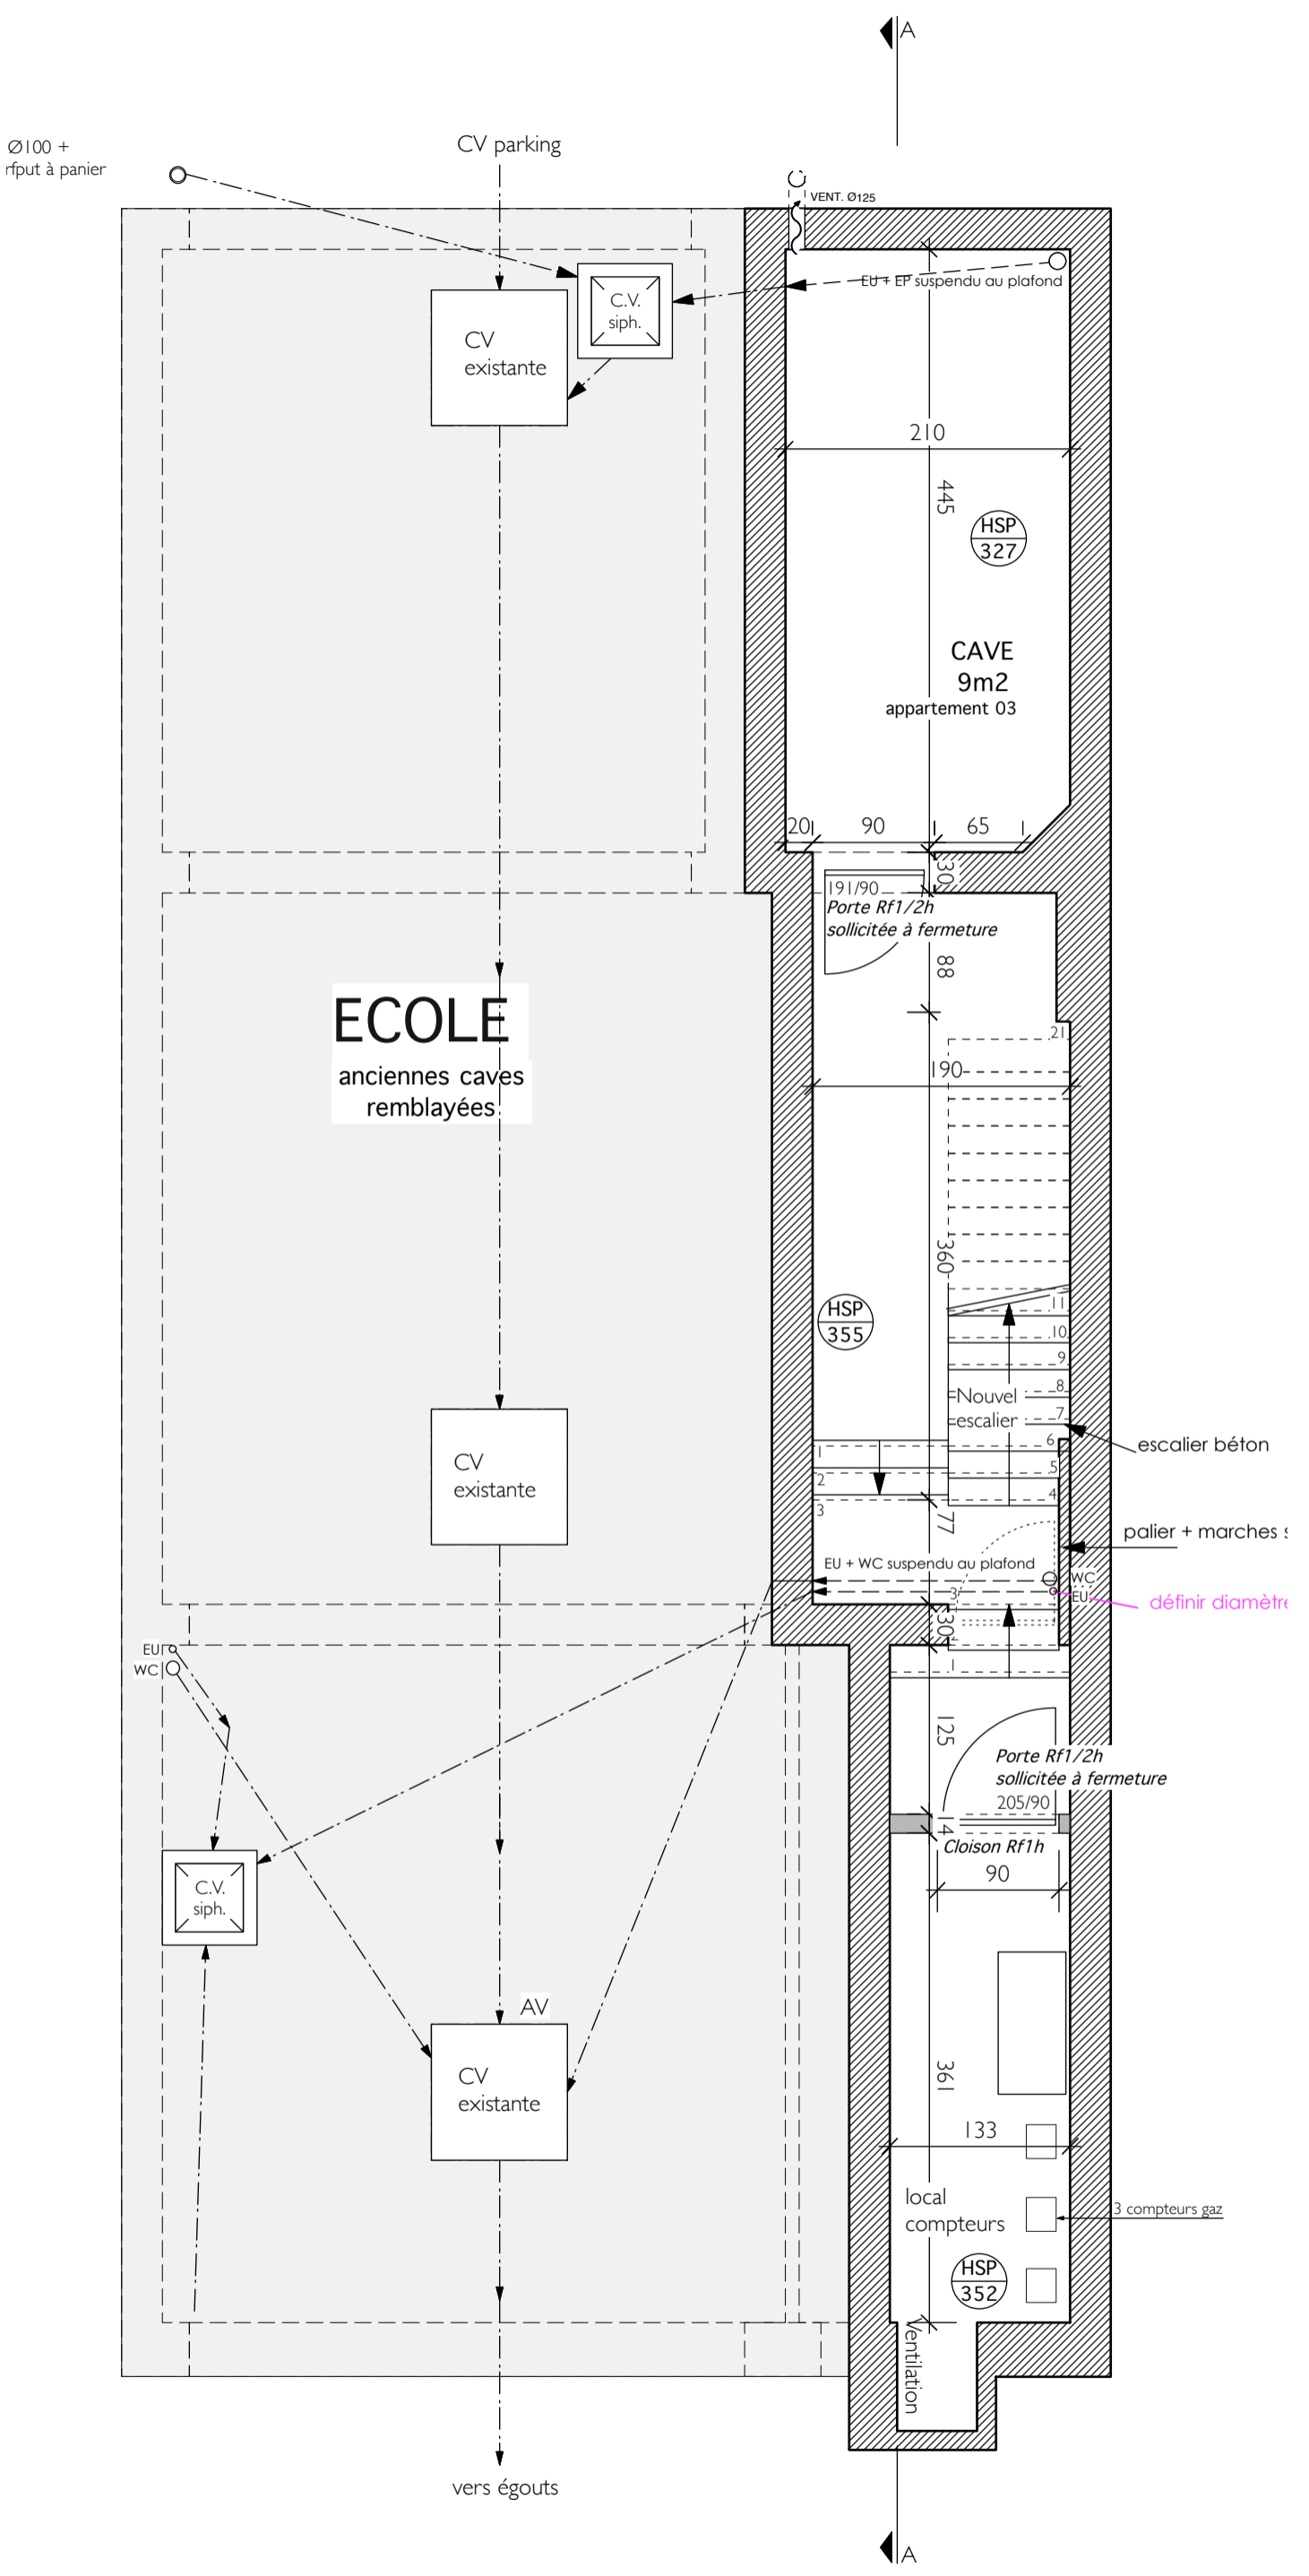 A
Ø100 +
CV parking
rfput à panier
VENT. Ø125
EU + EP suspendu au plafond
C.V.
siph.
CV
existante
210
445
HSP
327
CAVE
9m2
appartement 03
20
90
65
30
191/90
Porte Rf1/2h
sollicitée à fermeture
88
ECOLE
anciennes caves
remblayées
21
190
360
HSP
355
11
10
9
8
7
6
5
4
Nouvel
escalier
escalier béton
1
2
3
CV
existante
77
palier + marches s
EU + WC suspendu au plafond
WC
EU
définir diamètre
3
30
2
1
EU
WC
125
Porte Rf1/2h
sollicitée à fermeture
205/90
14
Cloison Rf1h
90
C.V.
siph.
AV
CV
existante
361
133
local
compteurs
3 compteurs gaz
HSP
352
Ventilation
vers égouts
A